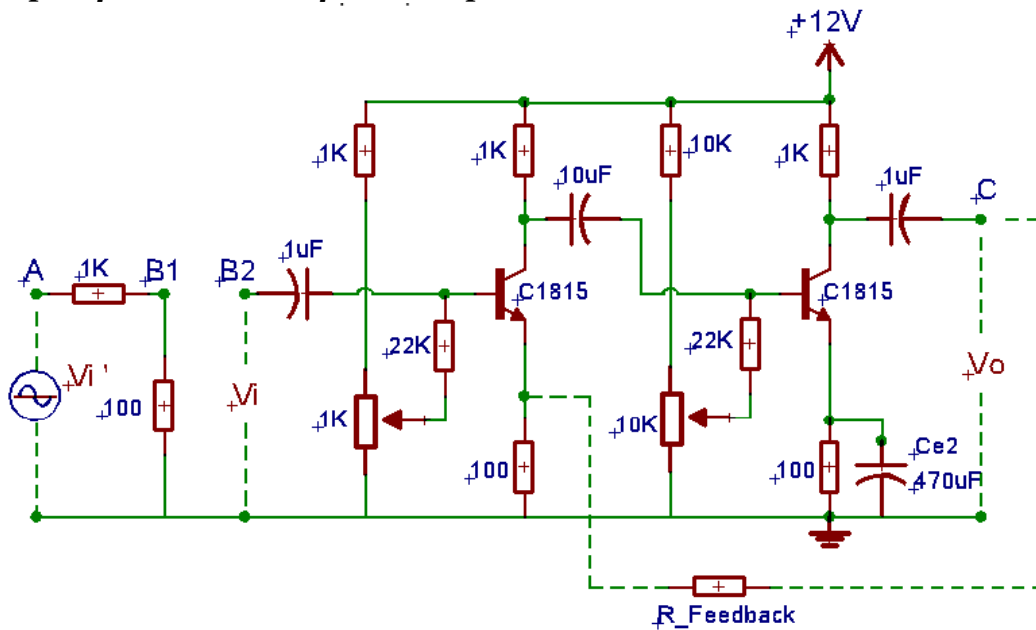 +12V
1K
1K
10K
1K
10uF
1uF
C
A
1K
B1
B2
1uF
C1815
C1815
22K
22K
Vi'
100
Vi
1K
10K
Vo
100
100
Ce2
470uF
R_Feedback